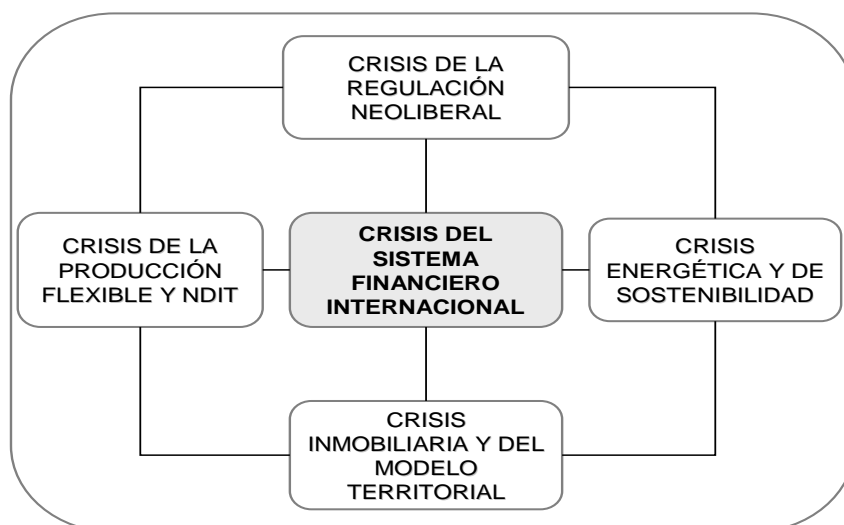 CRISIS DE LA
REGULACIÓN
NEOLIBERAL
CRISIS DE LA
PRODUCCIÓN
FLEXIBLE Y NDIT
CRISIS DEL
SISTEMA
FINANCIERO
INTERNACIONAL
CRISIS
ENERGÉTICA Y DE
SOSTENIBILIDAD
CRISIS
INMOBILIARIA Y DEL
MODELO
TERRITORIAL